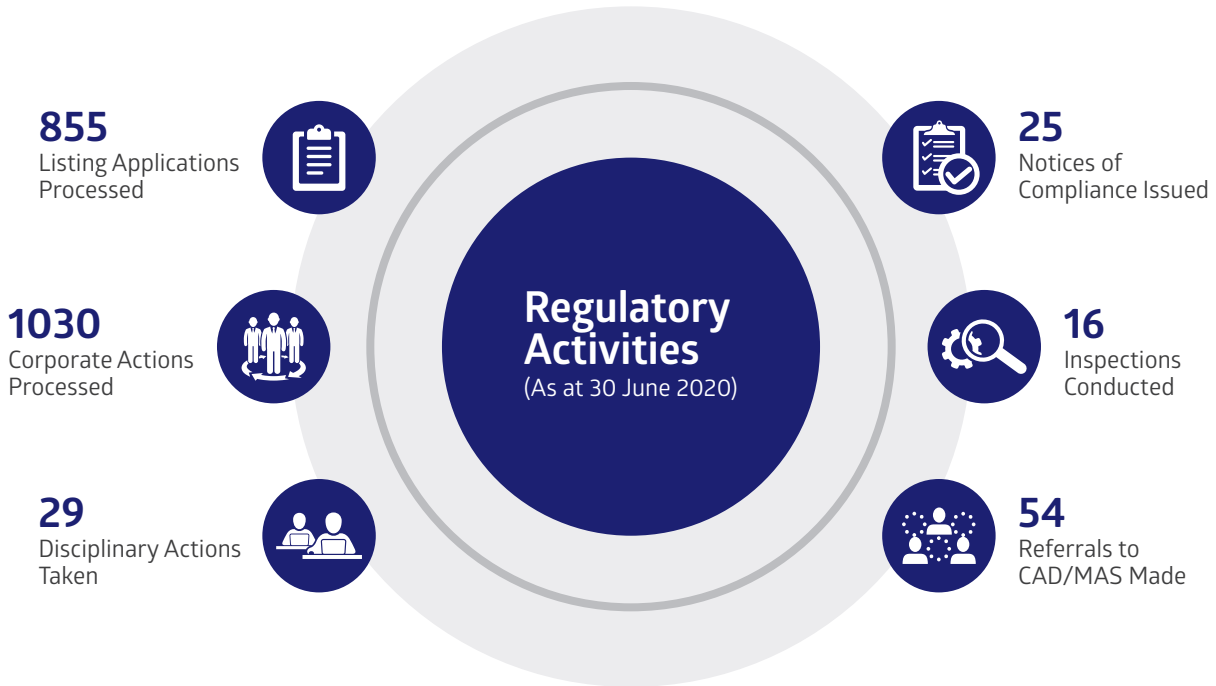 855
Listing Applications
Processed
1030
Corporate Actions
Processed
29
Disciplinary Actions
Taken
Regulatory
Activities
(As at 30 June 2020)
25
Notices of
Compliance Issued
16
Inspections
Conducted
54
Referrals to
CAD/MAS Made